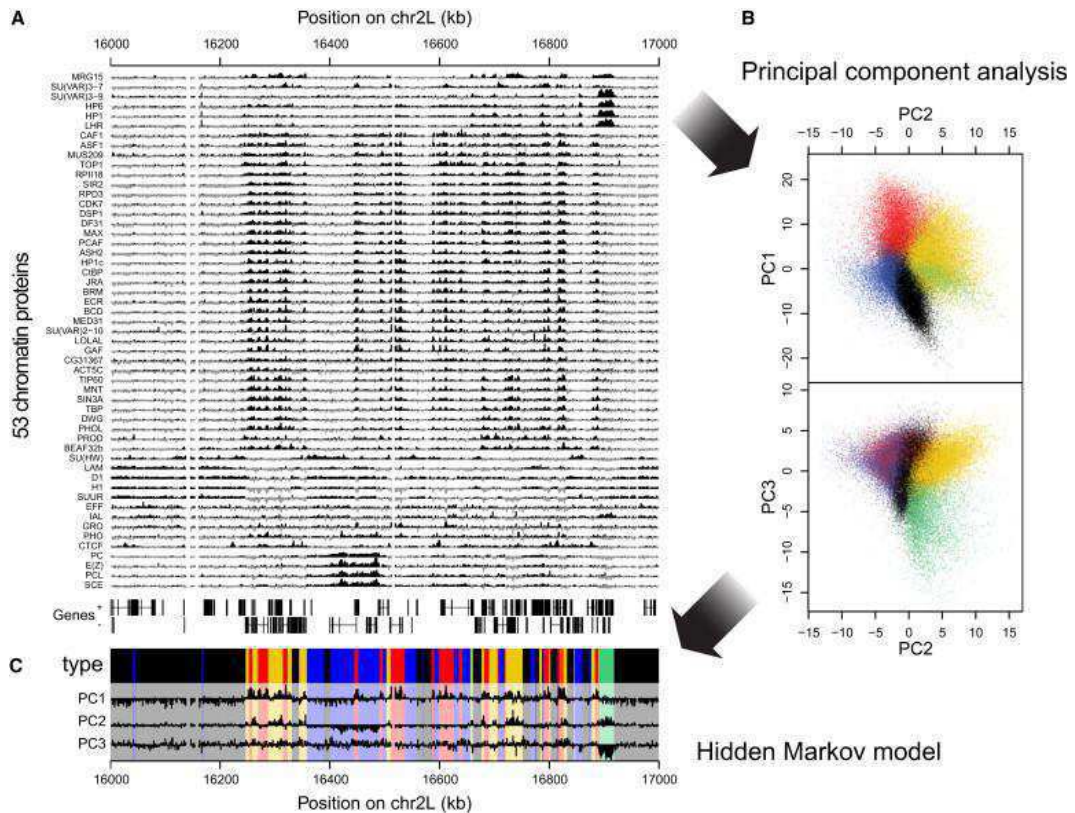 A
Position on chr2L (kb)
16000 16200 16400 16600 16800 17000
53 chromatin proteins
MRG15
SU(VAR)3−7
SU(VAR)3−9
HP6
HP1
LHR
CAF1
ASF1
MUS209
TOP1
RPII18
SIR2
RPD3
CDK7
DSP1
DF31
MAX
PCAF
ASH2
HP1c
CtBP
JRA
BRM
ECR
BCD
MED31
SU(VAR)2−10
LOLAL
GAF
CG31367
ACT5C
TIP60
MNT
SIN3A
TBP
DWG
PHOL
PROD
BEAF32b
SU(HW)
LAM
D1
H1
SUUR
EFF
IAL
GRO
PHO
CTCF
PC
E(Z)
PCL
SCE
Genes +
-
B
Principal component analysis
PC2
−15 −10 −5 0 5 10 15
PC1
20
10
0
−10
−20
PC3
10
5
0
−5
−10
−15
−15 −10 −5 0 5 10 15
PC2
C
type
PC1
PC2
PC3
16000 16200 16400 16600 16800 17000
Position on chr2L (kb)
Hidden Markov model